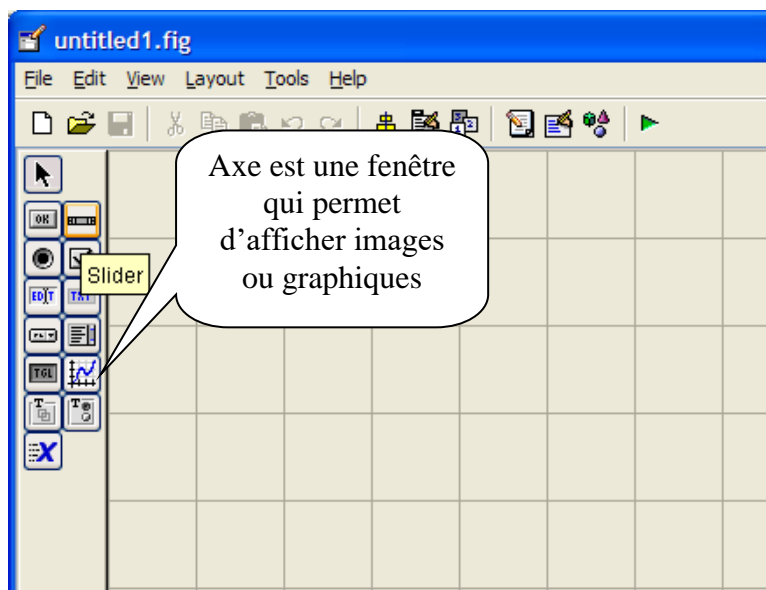 untitled1.fig
File Edit View Layout Tools Help
Axe est une fenêtre
qui permet
d'afficher images
ou graphiques
OK
Slider
EDIT TXT
TGL
T T
X